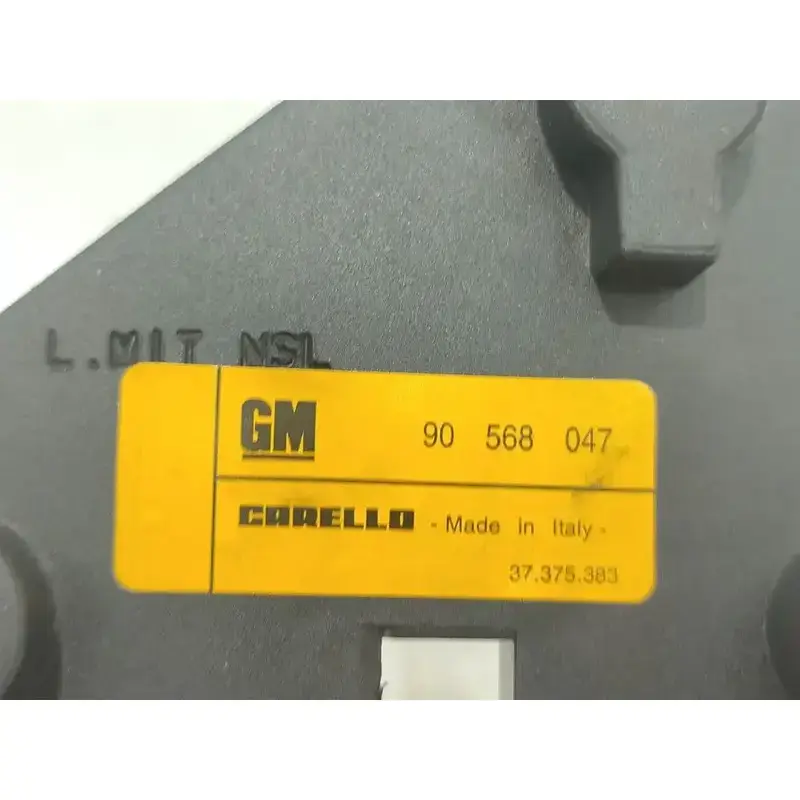 L.MIT NSL
GM 90 568 047
CARELLO - Made in Italy -
37.375.383